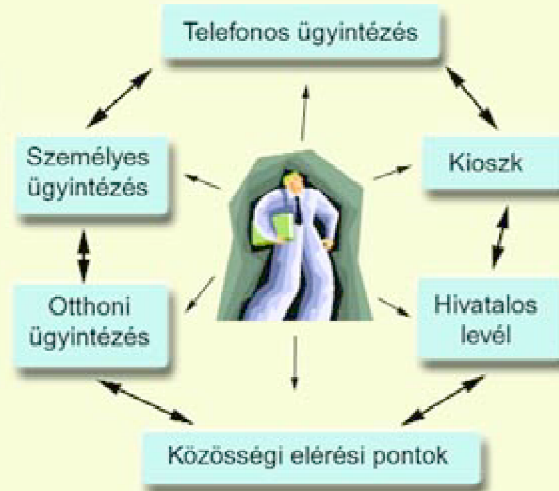 Telefonos ügyintézés
Személyes
ügyintézés
Kioszk
Otthoni
ügyintézés
Hivatalos
levél
Közösségi elérési pontok